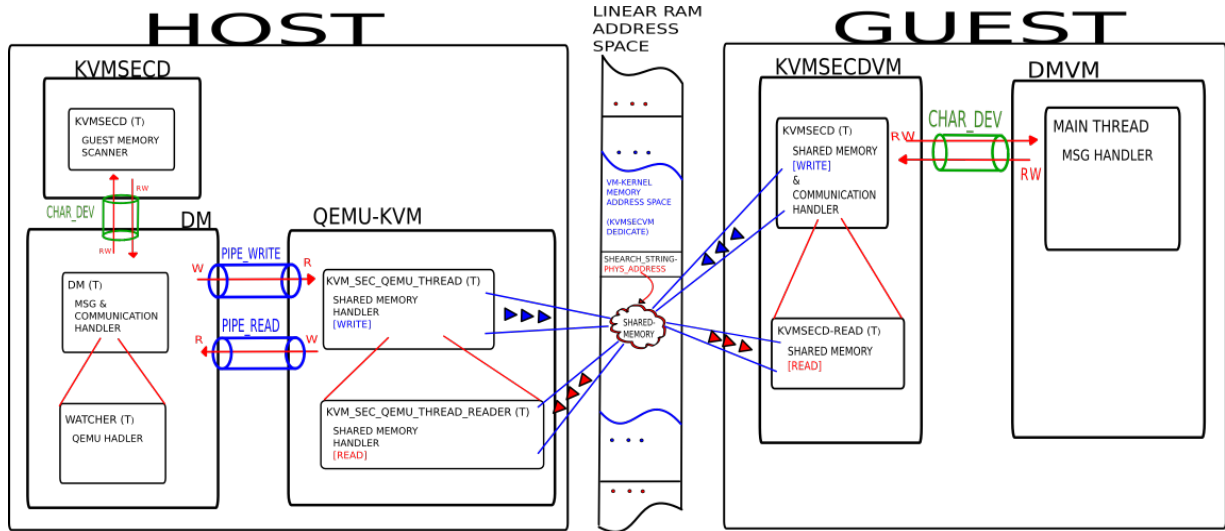 HOST
KVMSECD
KVMSECD (T)
GUEST MEMORY
SCANNER
RW
CHAR_DEV
RW
DM
DM (T)
MSG &
COMMUNICATION
HANDLER
WATCHER (T)
QEMU HADLER
PIPE_WRITE
W
R
PIPE_READ
R
W
QEMU-KVM
KVM_SEC_QEMU_THREAD (T)
SHARED MEMORY
HANDLER
[WRITE]
KVM_SEC_QEMU_THREAD_READER (T)
SHARED MEMORY
HANDLER
[READ]
LINEAR RAM
ADDRESS
SPACE
. . .
. . .
VM-KERNEL
MEMORY
ADDRESS SPACE
(KVMSECVM
DEDICATE)
SHEARCH_STRING-
PHYS_ADDRESS
SHARED-
MEMORY
. . .
. . .
GUEST
KVMSECDVM
KVMSECD (T)
SHARED MEMORY
[WRITE]
&
COMMUNICATION
HANDLER
KVMSECD-READ (T)
SHARED MEMORY
[READ]
CHAR_DEV
RW
RW
DMVM
MAIN THREAD
MSG HANDLER